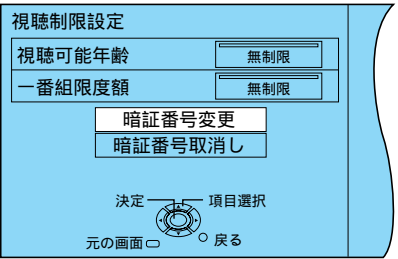 視聴制限設定
視聴可能年齢 無制限
一番組限度額 無制限
暗証番号変更
暗証番号取消し
決定 項目選択
元の画面 戻る